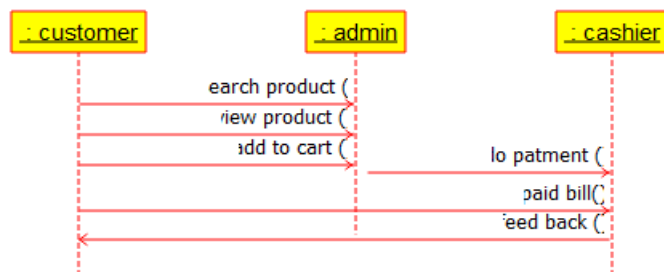 : customer
: admin
: cashier
earch product (
view product (
add to cart (
lo patment (
paid bill()
feed back ()